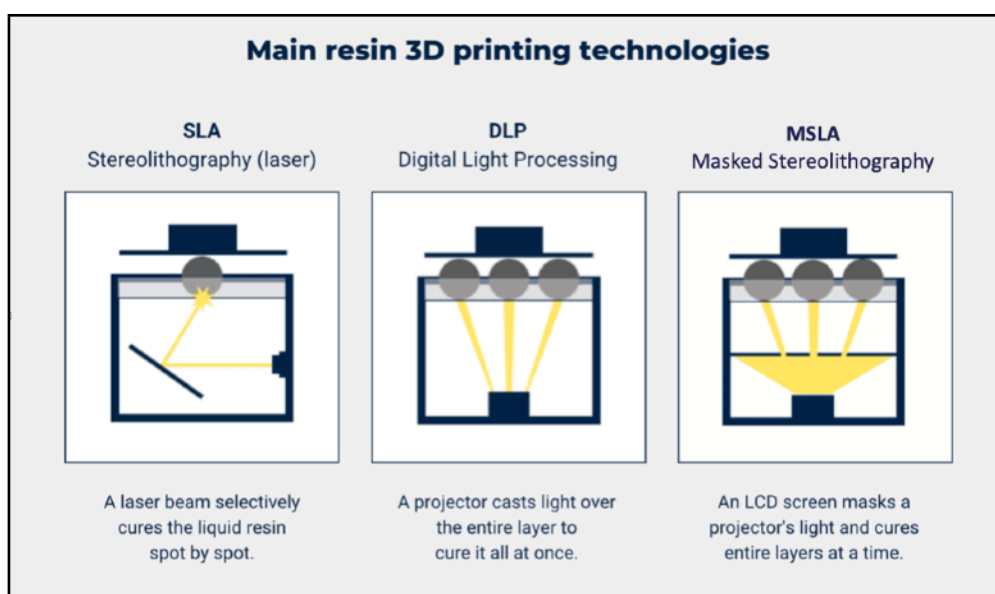 Main resin 3D printing technologies
SLA
Stereolithography (laser)
DLP
Digital Light Processing
MSLA
Masked Stereolithography
A laser beam selectively
cures the liquid resin
spot by spot.
A projector casts light over
the entire layer to
cure it all at once.
An LCD screen masks a
projector's light and cures
entire layers at a time.